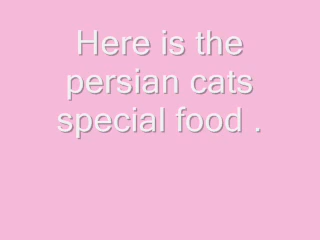 Here is the
persian cats
special food .